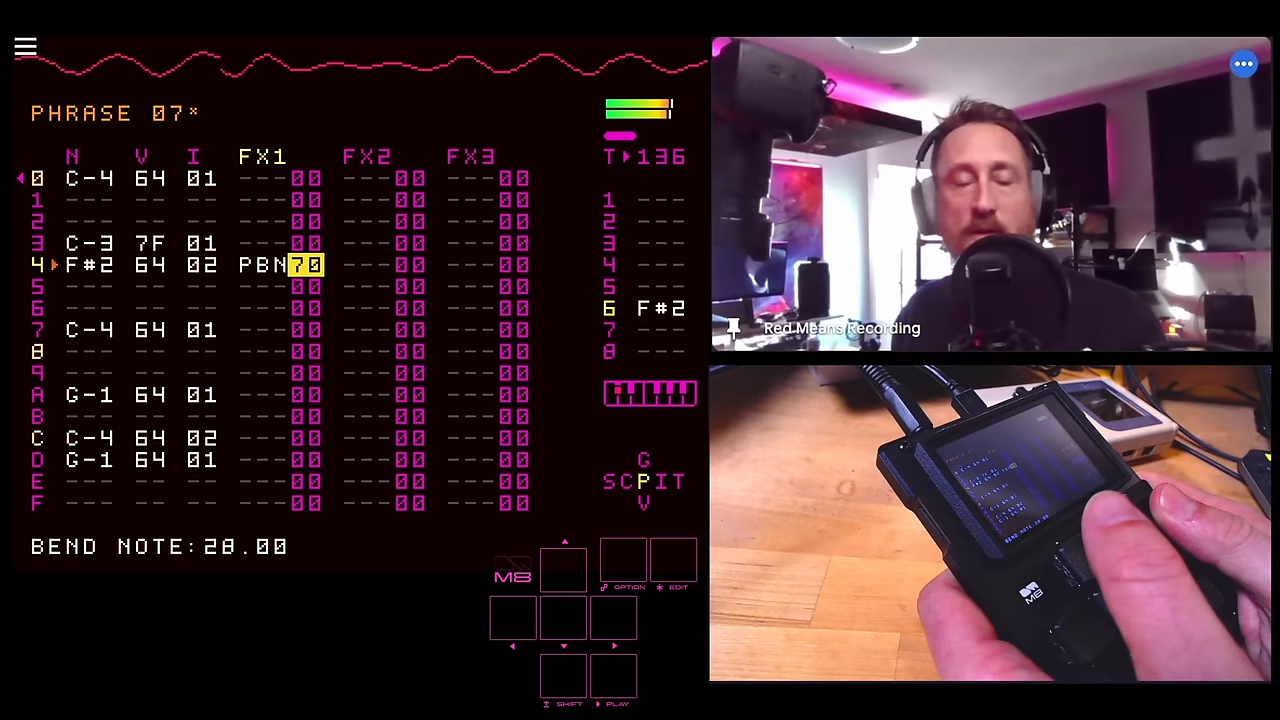 PHRASE 07*
N V I FX1 FX2 FX3 T▸136
0 C-4 64 01 ---00 ---00 ---00
1 --- -- -- ---00 ---00 ---00 1 ---
2 --- -- -- ---00 ---00 ---00 2 ---
3 C-3 7F 01 ---00 ---00 ---00 3 ---
4 F#2 64 02 PBN70 ---00 ---00 4 ---
5 --- -- -- ---00 ---00 ---00 5 ---
6 --- -- -- ---00 ---00 ---00 6 F#2
7 C-4 64 01 ---00 ---00 ---00 7 ---
8 --- -- -- ---00 ---00 ---00 8 ---
9 --- -- -- ---00 ---00 ---00
A G-1 64 01 ---00 ---00 ---00
B --- -- -- ---00 ---00 ---00
C C-4 64 02 ---00 ---00 ---00
D G-1 64 01 ---00 ---00 ---00 G
E --- -- -- ---00 ---00 ---00 SCPIT
F --- -- -- ---00 ---00 ---00 V
BEND NOTE:28.00
M8
OPTION
EDIT
SHIFT
PLAY
Red Means Recording
M8